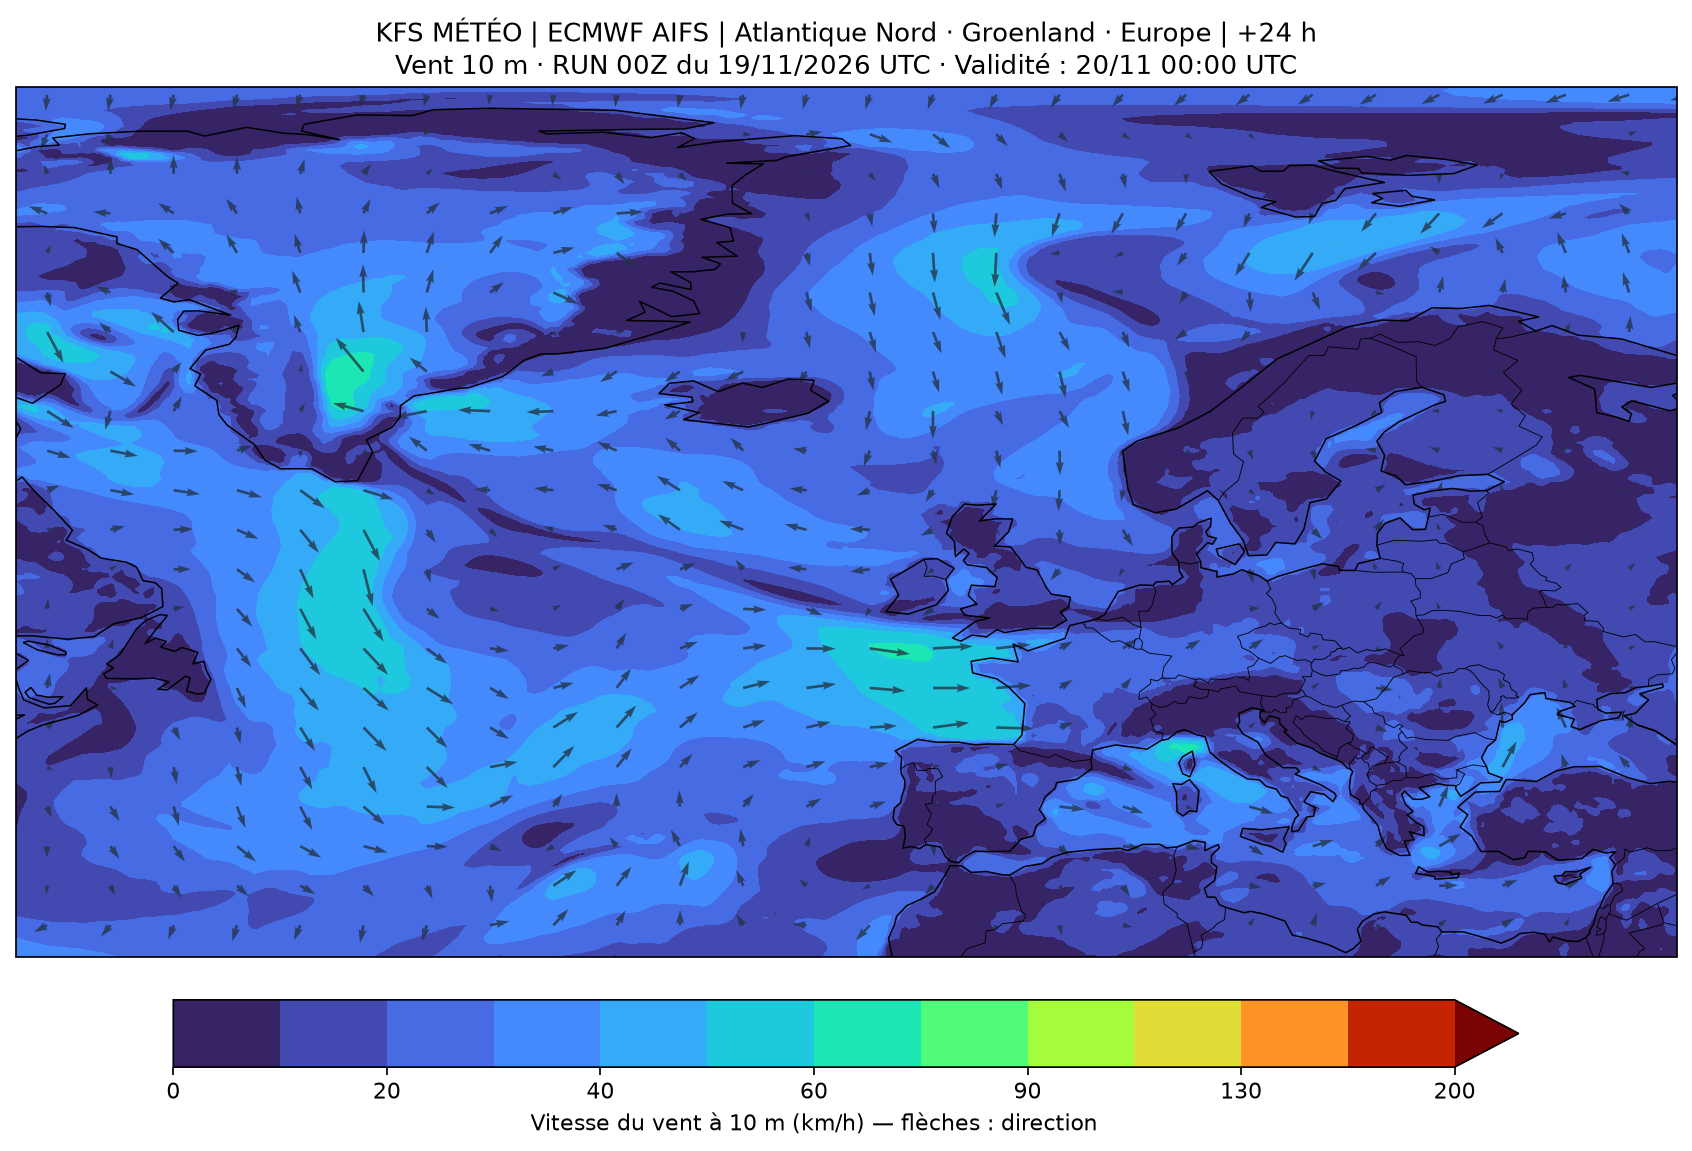 KFS MÉTÉO | ECMWF AIFS | Atlantique Nord · Groenland · Europe | +24 h
Vent 10 m · RUN 00Z du 19/11/2026 UTC · Validité : 20/11 00:00 UTC
0 20 40 60 90 130 200
Vitesse du vent à 10 m (km/h) — flèches : direction